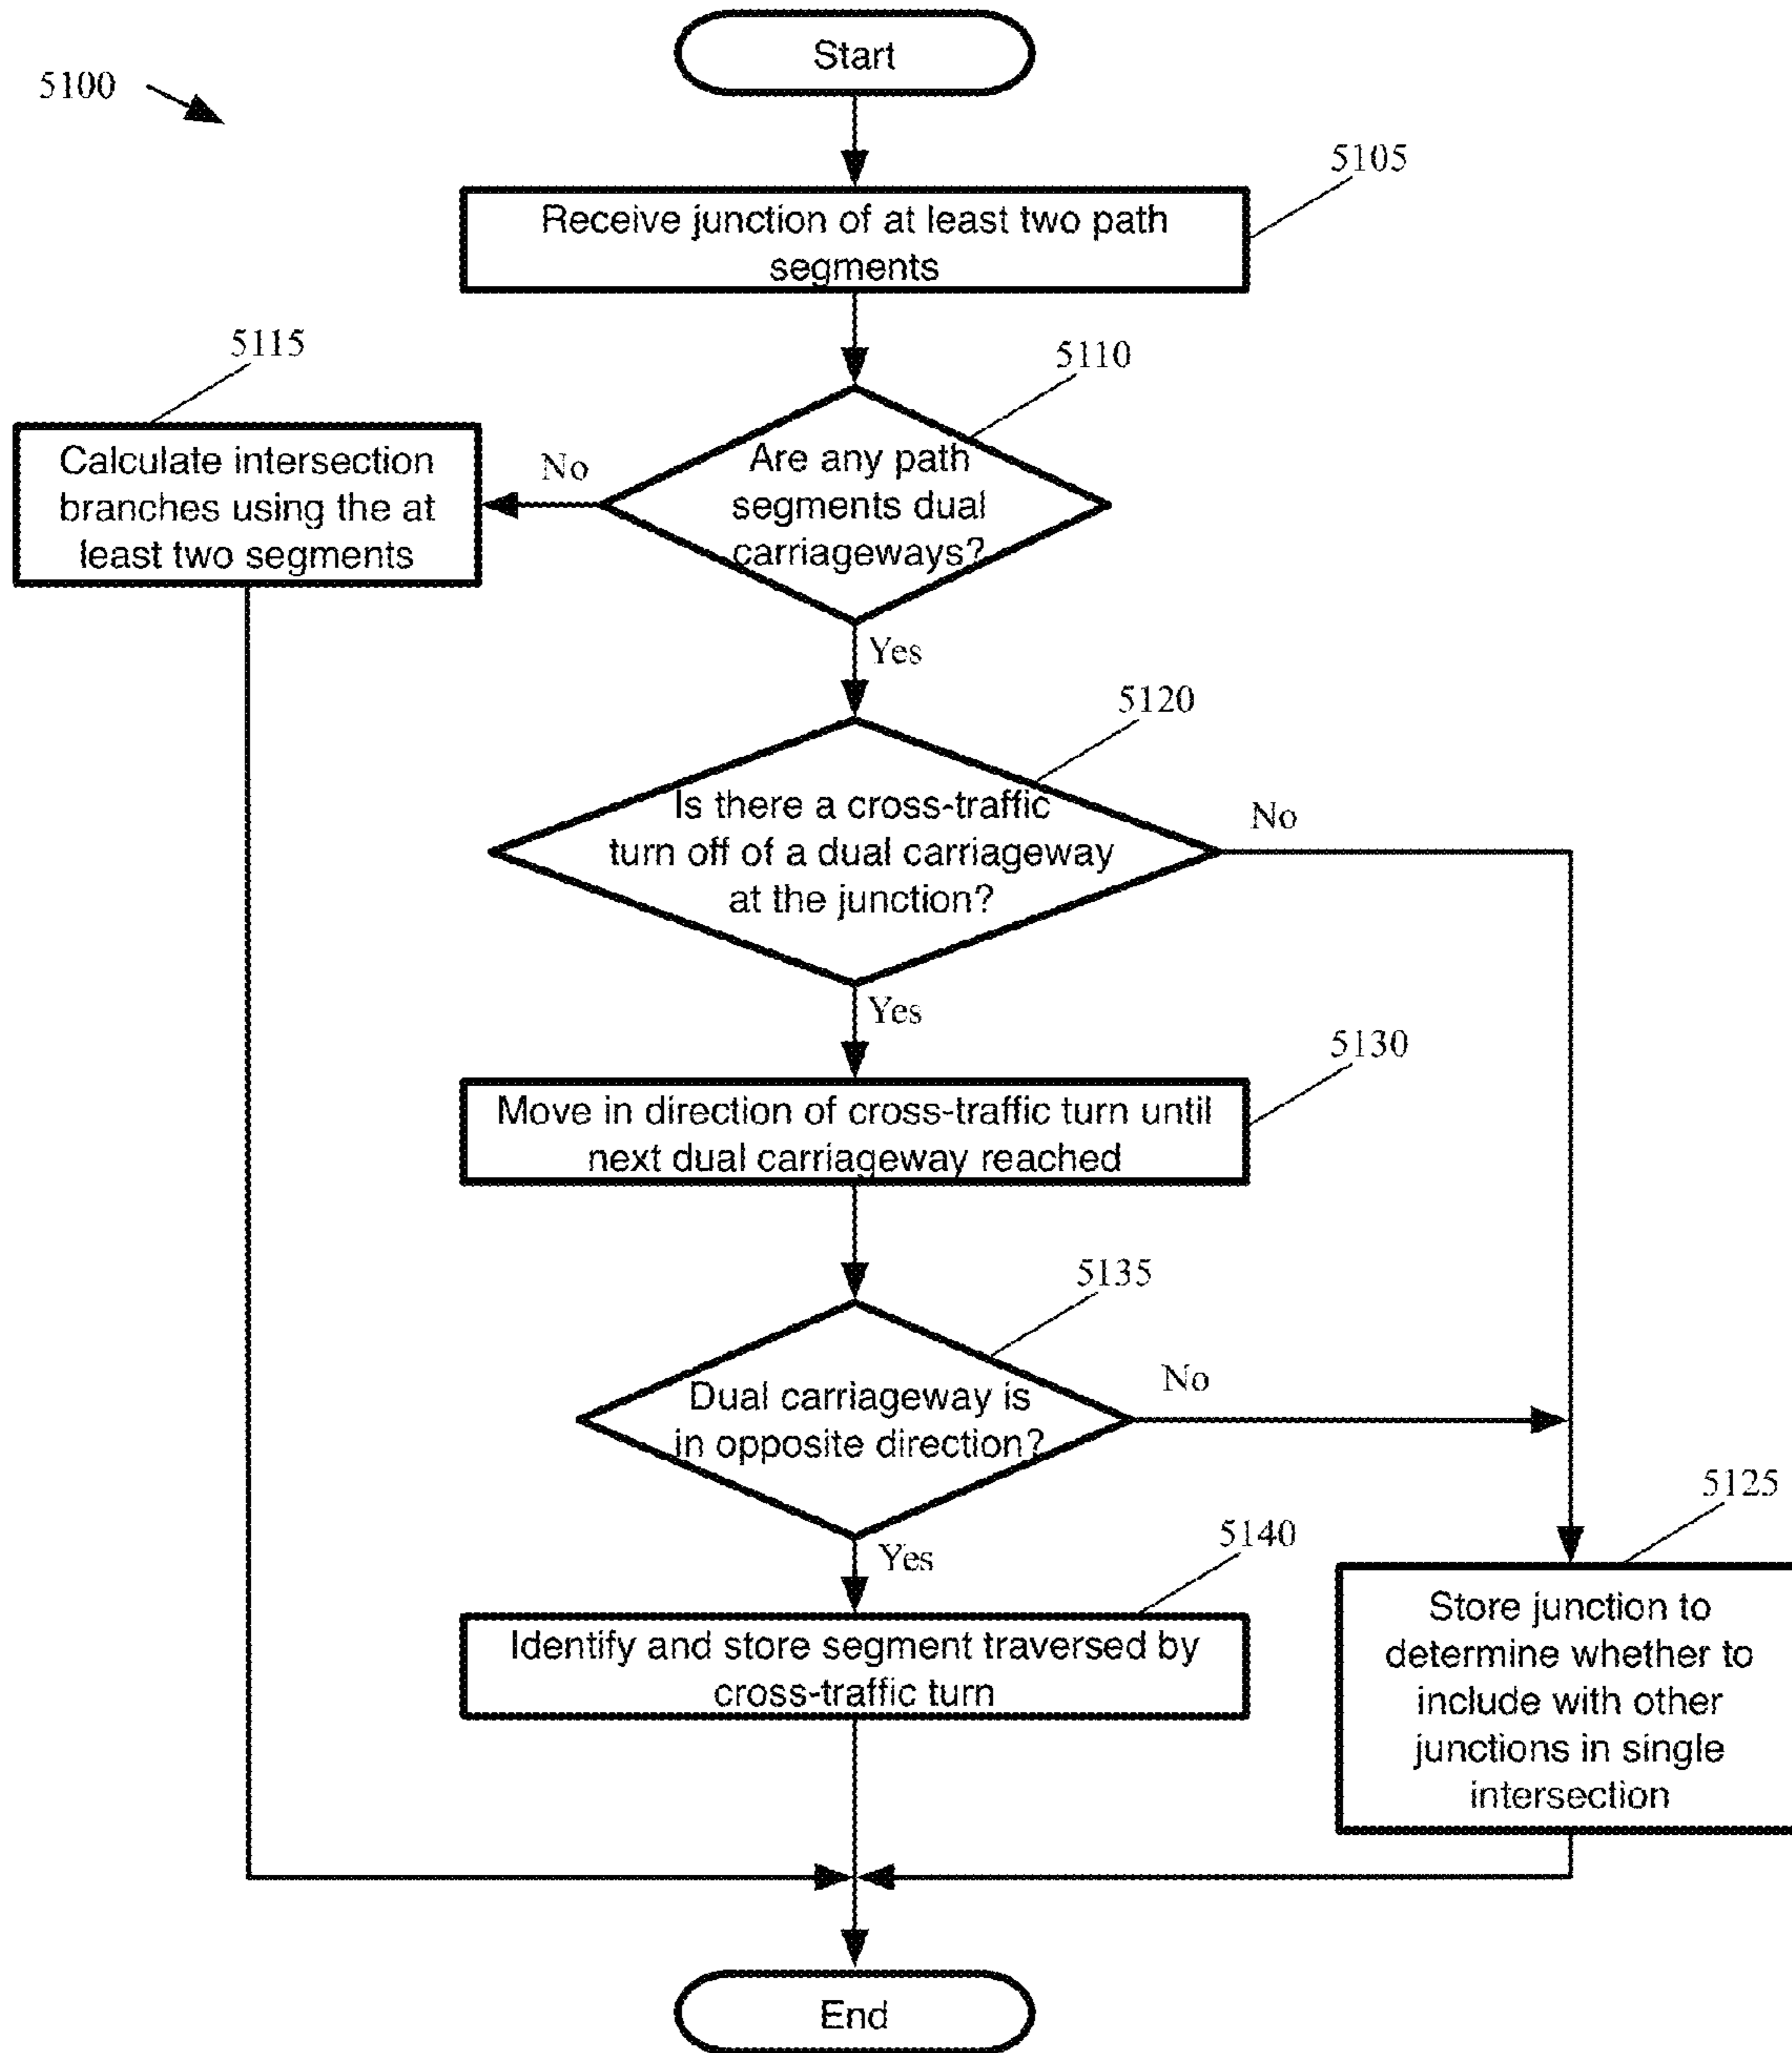 Start
5100
5105
Receive junction of at least two path
segments
5115
5110
Calculate intersection
branches using the at
least two segments
No
Are any path
segments dual
carriageways?
Yes
5120
Is there a cross-traffic
turn off of a dual carriageway
at the junction?
No
Yes
5130
Move in direction of cross-traffic turn until
next dual carriageway reached
5135
Dual carriageway is
in opposite direction?
No
Yes
5140
5125
Identify and store segment traversed by
cross-traffic turn
Store junction to
determine whether to
include with other
junctions in single
intersection
End